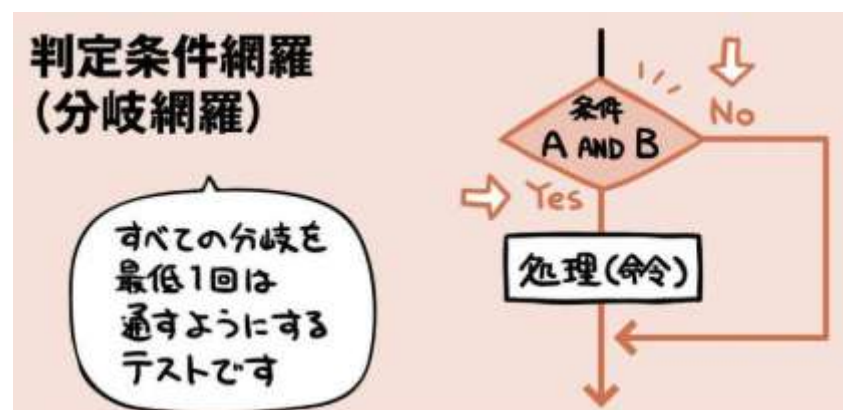 判定条件網羅
(分岐網羅)
すべての分岐を
最低1回は
通すようにする
テストです
条件
A AND B
No
Yes
処理(命令)